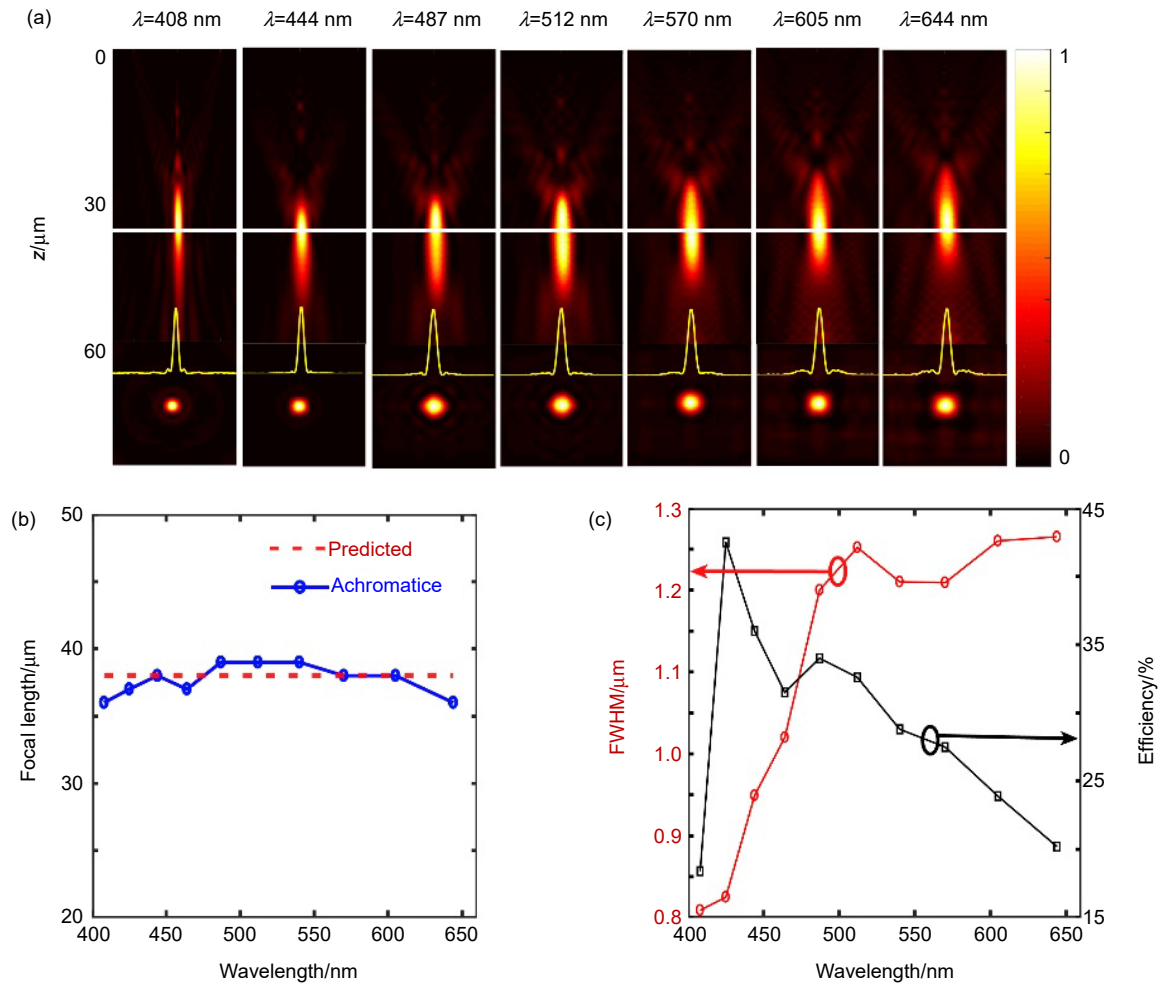 (a)
λ=408 nm λ=444 nm λ=487 nm λ=512 nm λ=570 nm λ=605 nm λ=644 nm
0
30
60
z/μm
1
0
(b)
50
40
30
20
Focal length/μm
Predicted
Achromatice
400 450 500 550 600 650
Wavelength/nm
(c)
1.3
1.2
1.1
1.0
0.9
0.8
FWHM/μm
45
35
25
15
Efficiency/%
400 450 500 550 600 650
Wavelength/nm